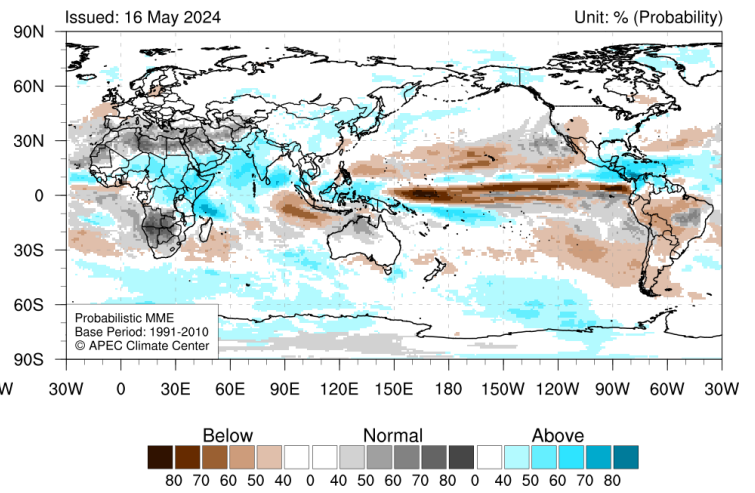 Issued: 16 May 2024 Unit: % (Probability)
90N
60N
30N
0
30S
60S
90S
Probabilistic MME
Base Period: 1991-2010
© APEC Climate Center
W 30W 0 30E 60E 90E 120E 150E 180 150W 120W 90W 60W 30W
Below Normal Above
80 70 60 50 40 0 40 50 60 70 80 0 40 50 60 70 80